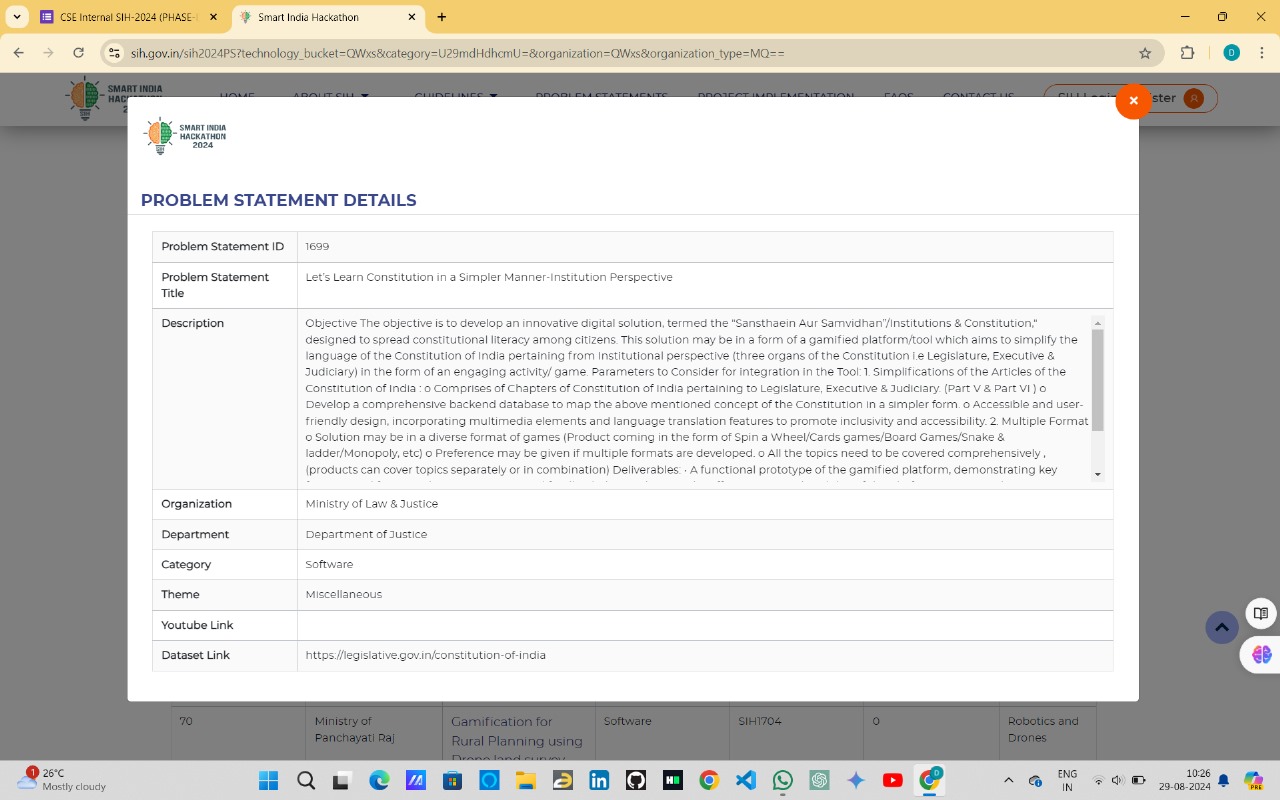 CSE Internal SIH-2024 (PHASE-
Smart India Hackathon
sih.gov.in/sih2024PS?technology_bucket=QWxs&category=U29mdHdhcmU=&organization=QWxs&organization_type=MQ==
D
SMART INDIA
HOME ABOUT SIH GUIDELINES PROBLEM STATEMENTS PROJECT IMPLEMENTATION FAQS CONTACT US
SMART INDIA
HACKATHON
2024
PROBLEM STATEMENT DETAILS
Problem Statement ID 1699
Problem Statement Title Let's Learn Constitution in a Simpler Manner-Institution Perspective
Description
Objective The objective is to develop an innovative digital solution, termed the "Sansthaein Aur Samvidhan"/Institutions & Constitution,"
designed to spread constitutional literacy among citizens. This solution may be in a form of a gamified platform/tool which aims to simplify the
language of the Constitution of India pertaining from Institutional perspective (three organs of the Constitution i.e Legislature, Executive &
Judiciary) in the form of an engaging activity/ game. Parameters to Consider for integration in the Tool: 1. Simplifications of the Articles of the
Constitution of India : o Comprises of Chapters of Constitution of India pertaining to Legislature, Executive & Judiciary. (Part V & Part VI ) o
Develop a comprehensive backend database to map the above mentioned concept of the Constitution in a simpler form. o Accessible and user-
friendly design, incorporating multimedia elements and language translation features to promote inclusivity and accessibility. 2. Multiple Format
o Solution may be in a diverse format of games (Product coming in the form of Spin a Wheel/Cards games/Board Games/Snake &
ladder/Monopoly, etc) o Preference may be given if multiple formats are developed. o All the topics need to be covered comprehensively ,
(products can cover topics separately or in combination) Deliverables: · A functional prototype of the gamified platform, demonstrating key
Organization Ministry of Law & Justice
Department Department of Justice
Category Software
Theme Miscellaneous
Youtube Link
Dataset Link https://legislative.gov.in/constitution-of-india
70 Ministry of Gamification for Software SIH1704 0 Robotics and
Panchayati Raj Rural Planning using Drones
1 26°C
Mostly cloudy
ENG
IN
10:26
29-08-2024
PRE